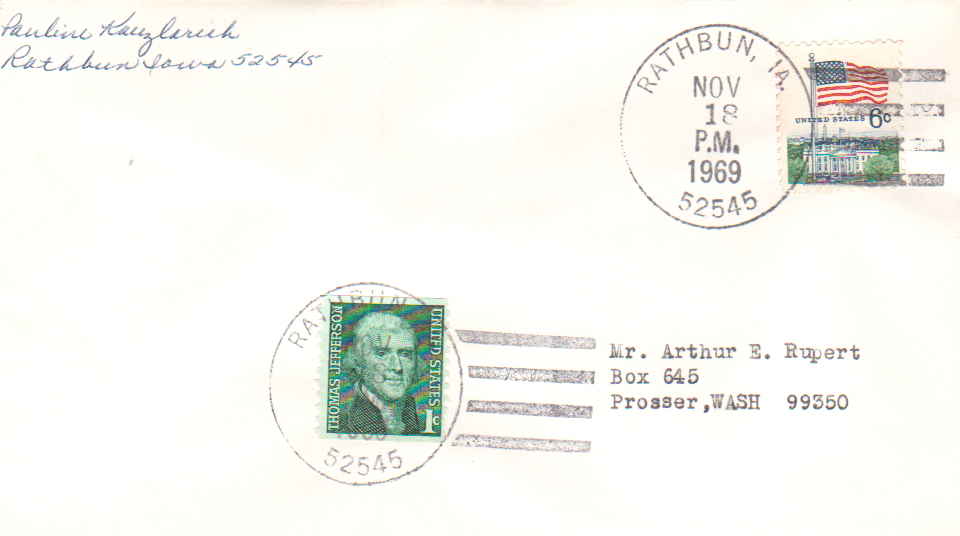 Pauline Kauzlarich
Rathbun Iowa 52545
RATHBUN, IA.
NOV
18
P.M.
1969
52545
UNITED STATES 6c
RATHBUN
THOMAS JEFFERSON
UNITED STATES
1c
52545
Mr. Arthur E. Rupert
Box 645
Prosser,WASH 99350